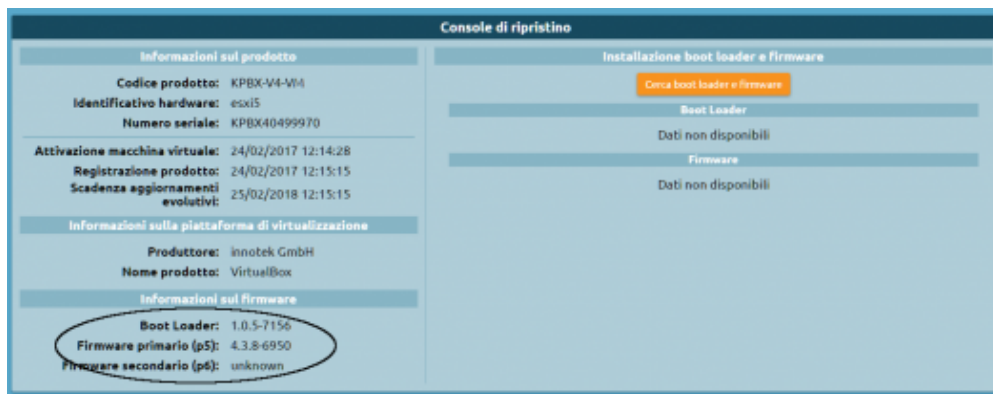 Console di ripristino
Informazioni sul prodotto
Codice prodotto: KPBX-V4-VM
Identificativo hardware: esxi5
Numero seriale: KPBX40499970
Attivazione macchina virtuale: 24/02/2017 12:14:28
Registrazione prodotto: 24/02/2017 12:15:15
Scadenza aggiornamenti
evolutivi: 25/02/2018 12:15:15
Informazioni sulla piattaforma di virtualizzazione
Produttore: innotek GmbH
Nome prodotto: VirtualBox
Informazioni sul firmware
Boot Loader: 1.0.5-7156
Firmware primario (p5): 4.3.8-6950
Firmware secondario (p6): unknown
Installazione boot loader e firmware
Cerca boot loader e firmware
Boot Loader
Dati non disponibili
Firmware
Dati non disponibili